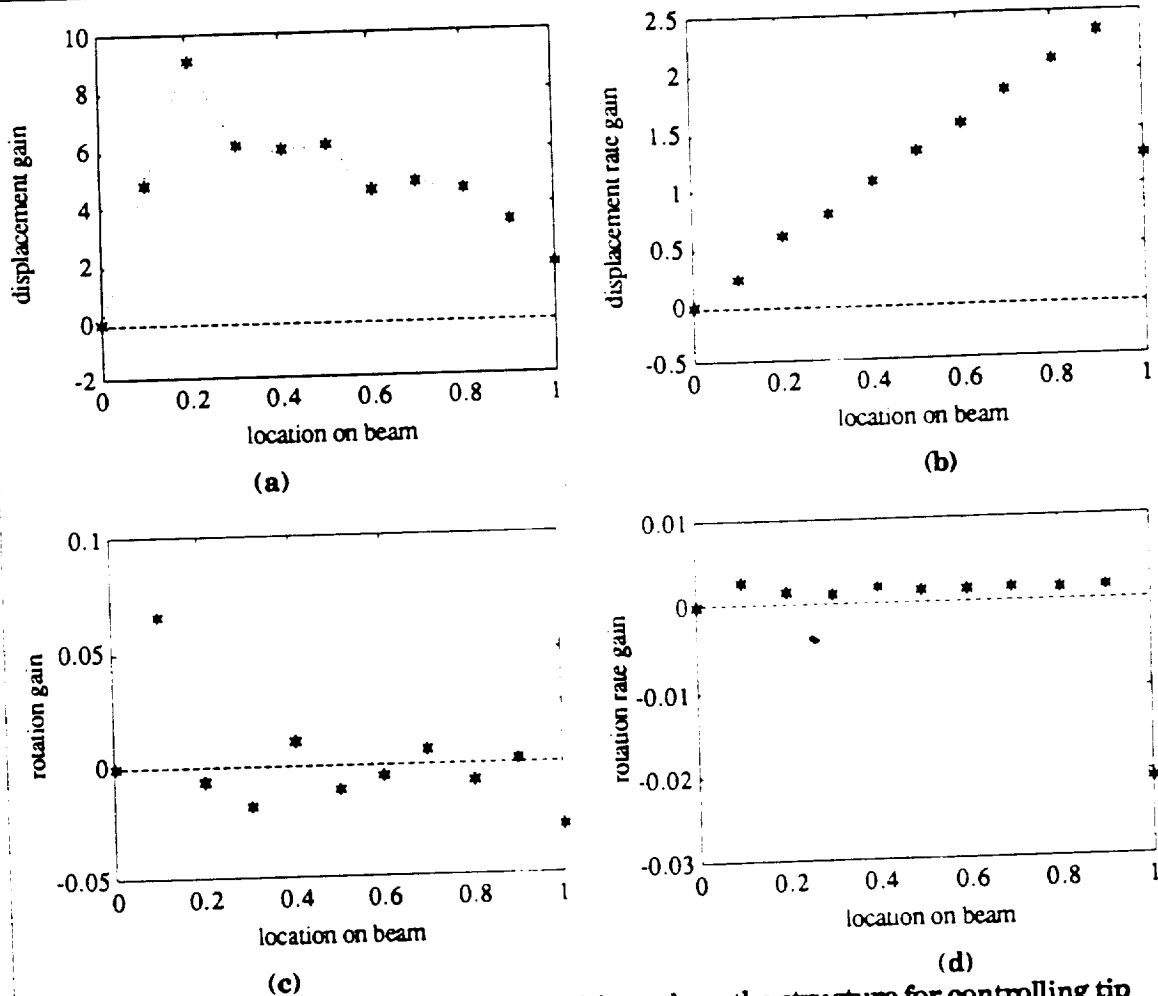 10
8
6
4
2
0
-2
displacement gain
0 0.2 0.4 0.6 0.8 1
location on beam
(a)
2.5
2
1.5
1
0.5
0
-0.5
displacement rate gain
0 0.2 0.4 0.6 0.8 1
location on beam
(b)
0.1
0.05
0
-0.05
rotation gain
0 0.2 0.4 0.6 0.8 1
location on beam
(c)
0.01
0
-0.01
-0.02
-0.03
rotation rate gain
0 0.2 0.4 0.6 0.8 1
location on beam
(d)
the structure for controlling tip